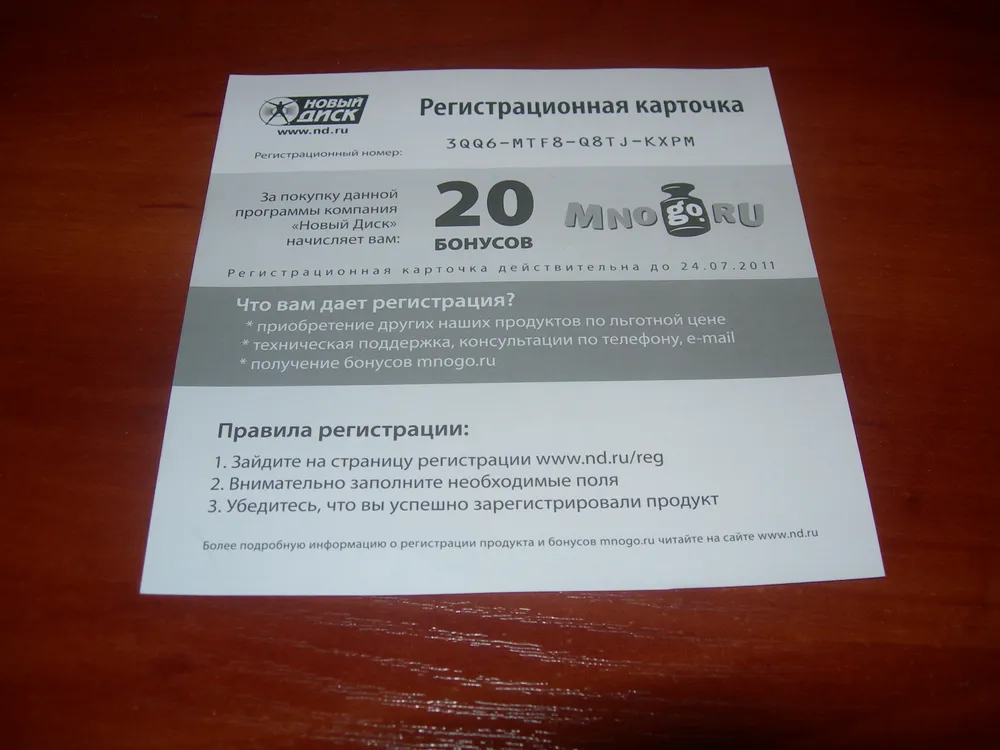 НОВЫЙ ДИСК
www.nd.ru
Регистрационная карточка
Регистрационный номер: 3QQ6-MTF8-Q8TJ-KXPM
За покупку данной
программы компания
«Новый Диск»
начисляет вам:
20
БОНУСОВ
MNOGO.RU
Регистрационная карточка действительна до 24.07.2011
Что вам дает регистрация?
* приобретение других наших продуктов по льготной цене
* техническая поддержка, консультации по телефону, e-mail
* получение бонусов mnogo.ru
Правила регистрации:
1. Зайдите на страницу регистрации www.nd.ru/reg
2. Внимательно заполните необходимые поля
3. Убедитесь, что вы успешно зарегистрировали продукт
Более подробную информацию о регистрации продукта и бонусов mnogo.ru читайте на сайте www.nd.ru